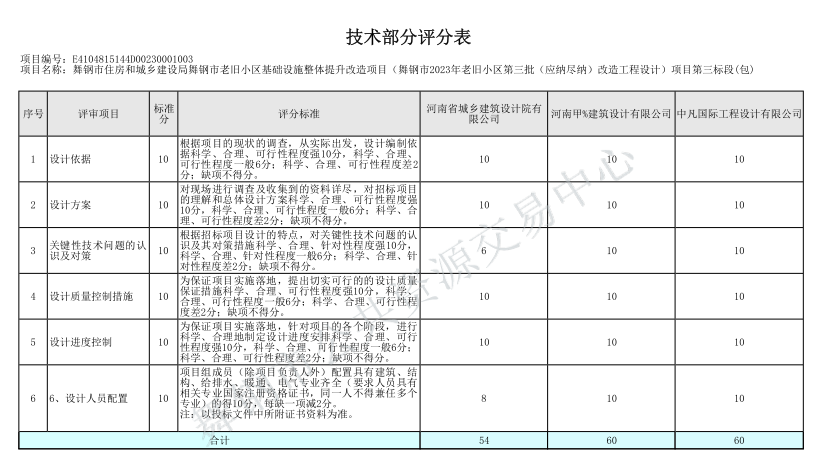 技术部分评分表
项目编号：E4104815144D00230001003
项目名称：舞钢市住房和城乡建设局舞钢市老旧小区基础设施整体提升改造项目（舞钢市2023年老旧小区第三批（应纳尽纳）改造工程设计）项目第三标段(包)
序号 评审项目 标准分 评分标准 河南省城乡建筑设计院有限公司 河南甲%建筑设计有限公司 中凡国际工程设计有限公司
1 设计依据 10
根据项目的现状的调查，从实际出发，设计编制依
据科学、合理、可行性程度强10分，科学、合理、
可行性程度一般6分；科学、合理、可行性程度差2
分；缺项不得分。
10 10 10
2 设计方案 10
对现场进行调查及收集到的资料详尽，对招标项目
的理解和总体设计方案科学、合理、可行性程度强
10分，科学、合理、可行性程度一般6分；科学、合
理、可行性程度差2分；缺项不得分。
10 10 10
3 关键性技术问题的认识及对策 10
根据招标项目设计的特点，对关键性技术问题的认
识及其对策措施科学、合理、针对性程度强10分，
科学、合理、针对性程度一般6分；科学、合理、针
对性程度差2分；缺项不得分。
6 10 10
4 设计质量控制措施 10
为保证项目实施落地，提出切实可行的的设计质量
保证措施科学、合理、可行性程度强10分，科学、
合理、可行性程度一般6分；科学、合理、可行性程
度差2分；缺项不得分。
10 10 10
5 设计进度控制 10
为保证项目实施落地，针对项目的各个阶段，进行
科学、合理地制定设计进度安排科学、合理、可行
性程度强10分，科学、合理、可行性程度一般6分；
科学、合理、可行性程度差2分；缺项不得分。
10 10 10
6 6、设计人员配置 10
项目组成员（除项目负责人外）配置具有建筑、结
构、给排水、暖通、电气专业齐全（要求人员具有
相关专业国家注册资格证书，同一人不得兼任多个
专业）的得10分，每缺一项减2分。
注：以投标文件中所附证书资料为准。
8 10 10
合计 54 60 60